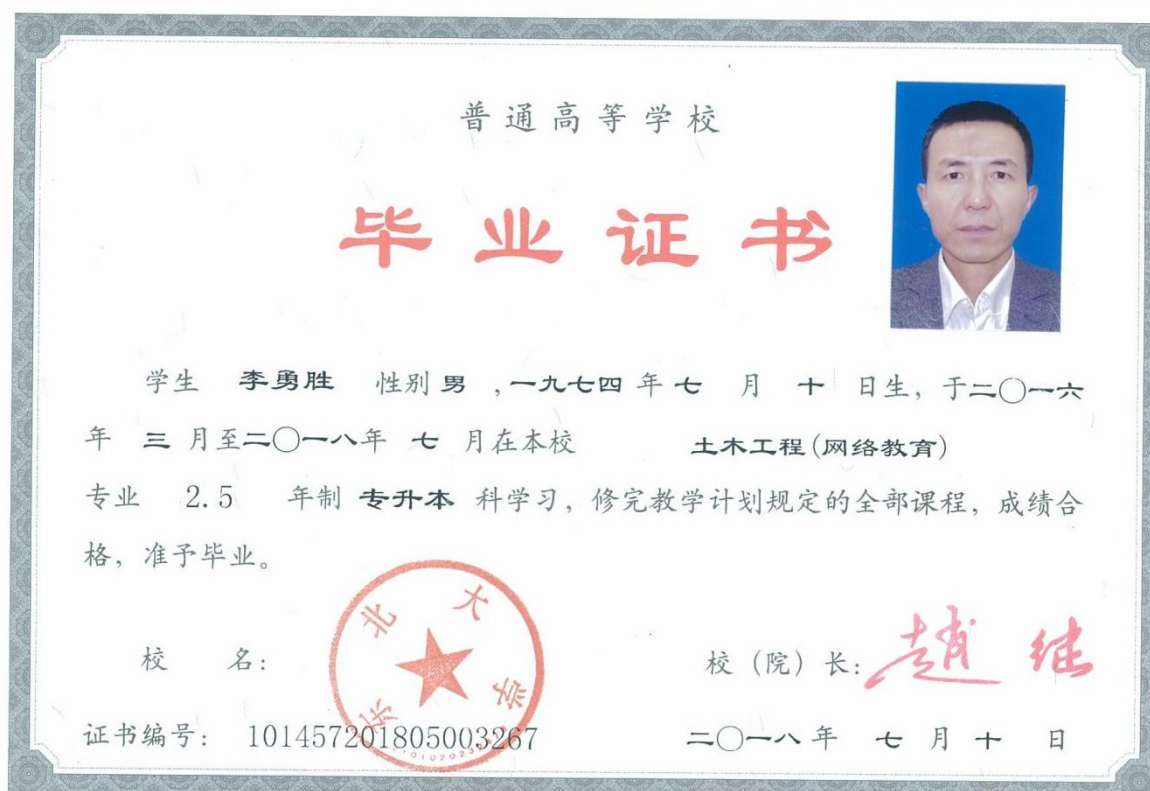 普通高等学校
毕业证书
学生 李勇胜 性别 男 ,一九七四 年 七 月 十 日生，于二〇一六
年 三 月至二〇一八年 七 月在本校 土木工程(网络教育)
专业 2.5 年制 专升本 科学习，修完教学计划规定的全部课程，成绩合
格，准予毕业。
东北大学
校 名： 校（院）长：趙继
证书编号： 101457201805003267 二〇一八 年 七 月 十 日